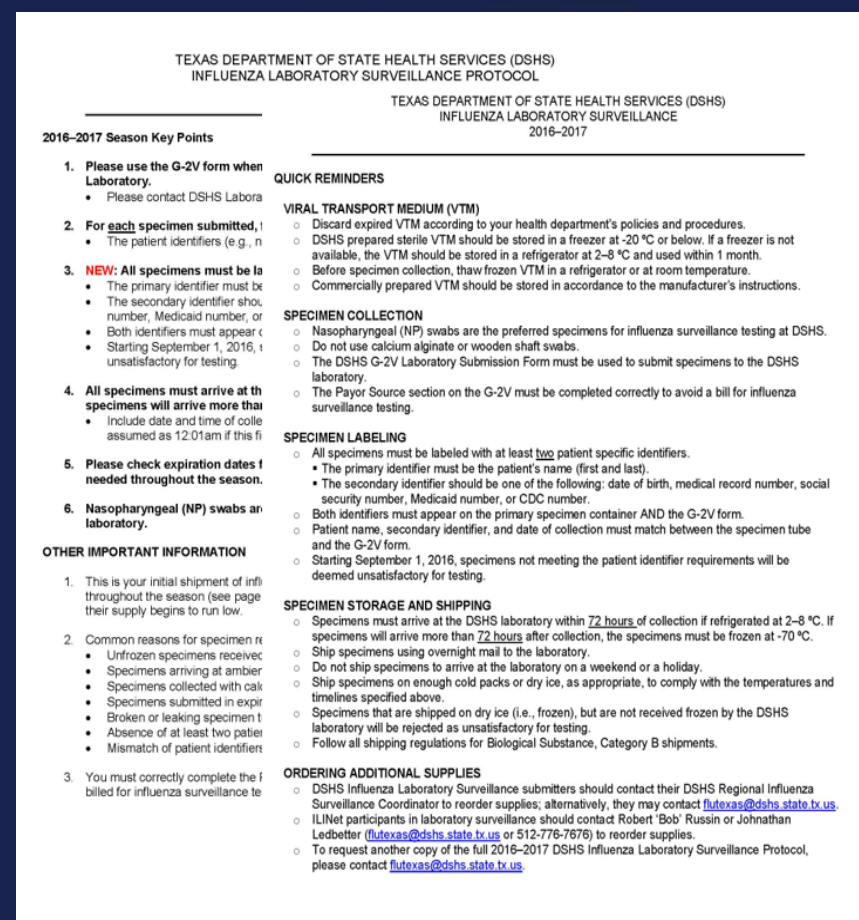 TEXAS DEPARTMENT OF STATE HEALTH SERVICES (DSHS)
INFLUENZA LABORATORY SURVEILLANCE PROTOCOL
2016–2017 Season Key Points
1. Please use the G-2V form when
Laboratory.
• Please contact DSHS Labora
2. For each specimen submitted,
• The patient identifiers (e.g., n
3. NEW: All specimens must be la
• The primary identifier must be
• The secondary identifier shou
number, Medicaid number, or
• Both identifiers must appear
• Starting September 1, 2016,
unsatisfactory for testing.
4. All specimens must arrive at th
specimens will arrive more than
• Include date and time of colle
assumed as 12:01am if this fi
5. Please check expiration dates
needed throughout the season.
6. Nasopharyngeal (NP) swabs are
laboratory.
OTHER IMPORTANT INFORMATION
1. This is your initial shipment of infl
throughout the season (see page
their supply begins to run low.
2. Common reasons for specimen re
• Unfrozen specimens received
• Specimens arriving at ambien
• Specimens collected with calc
• Specimens submitted in expir
• Broken or leaking specimen t
• Absence of at least two patien
• Mismatch of patient identifiers
3. You must correctly complete the
billed for influenza surveillance te
TEXAS DEPARTMENT OF STATE HEALTH SERVICES (DSHS)
INFLUENZA LABORATORY SURVEILLANCE
2016–2017
QUICK REMINDERS
VIRAL TRANSPORT MEDIUM (VTM)
○ Discard expired VTM according to your health department's policies and procedures.
○ DSHS prepared sterile VTM should be stored in a freezer at -20 ºC or below. If a freezer is not
available, the VTM should be stored in a refrigerator at 2–8 ºC and used within 1 month.
○ Before specimen collection, thaw frozen VTM in a refrigerator or at room temperature.
○ Commercially prepared VTM should be stored in accordance to the manufacturer's instructions.
SPECIMEN COLLECTION
○ Nasopharyngeal (NP) swabs are the preferred specimens for influenza surveillance testing at DSHS.
○ Do not use calcium alginate or wooden shaft swabs.
○ The DSHS G-2V Laboratory Submission Form must be used to submit specimens to the DSHS
laboratory.
○ The Payor Source section on the G-2V must be completed correctly to avoid a bill for influenza
surveillance testing.
SPECIMEN LABELING
○ All specimens must be labeled with at least two patient specific identifiers.
▪ The primary identifier must be the patient's name (first and last).
▪ The secondary identifier should be one of the following: date of birth, medical record number, social
security number, Medicaid number, or CDC number.
○ Both identifiers must appear on the primary specimen container AND the G-2V form.
○ Patient name, secondary identifier, and date of collection must match between the specimen tube
and the G-2V form.
○ Starting September 1, 2016, specimens not meeting the patient identifier requirements will be
deemed unsatisfactory for testing.
SPECIMEN STORAGE AND SHIPPING
○ Specimens must arrive at the DSHS laboratory within 72 hours of collection if refrigerated at 2–8 ºC. If
specimens will arrive more than 72 hours after collection, the specimens must be frozen at -70 ºC.
○ Ship specimens using overnight mail to the laboratory.
○ Do not ship specimens to arrive at the laboratory on a weekend or a holiday.
○ Ship specimens on enough cold packs or dry ice, as appropriate, to comply with the temperatures and
timelines specified above.
○ Specimens that are shipped on dry ice (i.e., frozen), but are not received frozen by the DSHS
laboratory will be rejected as unsatisfactory for testing.
○ Follow all shipping regulations for Biological Substance, Category B shipments.
ORDERING ADDITIONAL SUPPLIES
○ DSHS Influenza Laboratory Surveillance submitters should contact their DSHS Regional Influenza
Surveillance Coordinator to reorder supplies; alternatively, they may contact flutexas@dshs.state.tx.us.
○ ILINet participants in laboratory surveillance should contact Robert 'Bob' Russin or Johnathan
Ledbetter (flutexas@dshs.state.tx.us or 512-776-7676) to reorder supplies.
○ To request another copy of the full 2016–2017 DSHS Influenza Laboratory Surveillance Protocol,
please contact flutexas@dshs.state.tx.us.